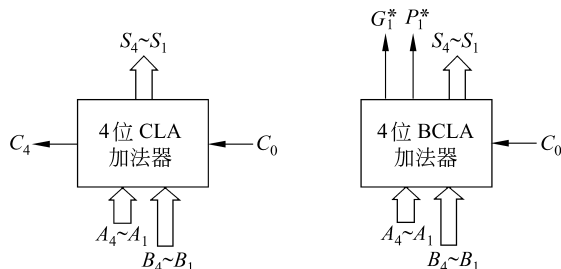 S₄~S₁
4位 CLA
加法器
C₄
C₀
A₄~A₁
B₄~B₁
G₁* P₁*
S₄~S₁
4位 BCLA
加法器
C₀
A₄~A₁
B₄~B₁